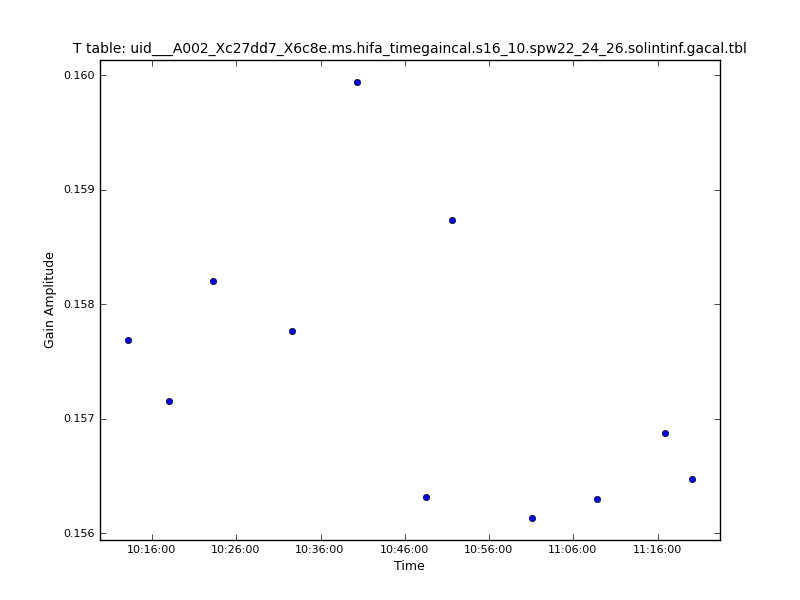 T table: uid___A002_Xc27dd7_X6c8e.ms.hifa_timegaincal.s16_10.spw22_24_26.solintinf.gacal.tbl
0.160
0.159
0.158
0.157
0.156
Gain Amplitude
10:16:00 10:26:00 10:36:00 10:46:00 10:56:00 11:06:00 11:16:00
Time